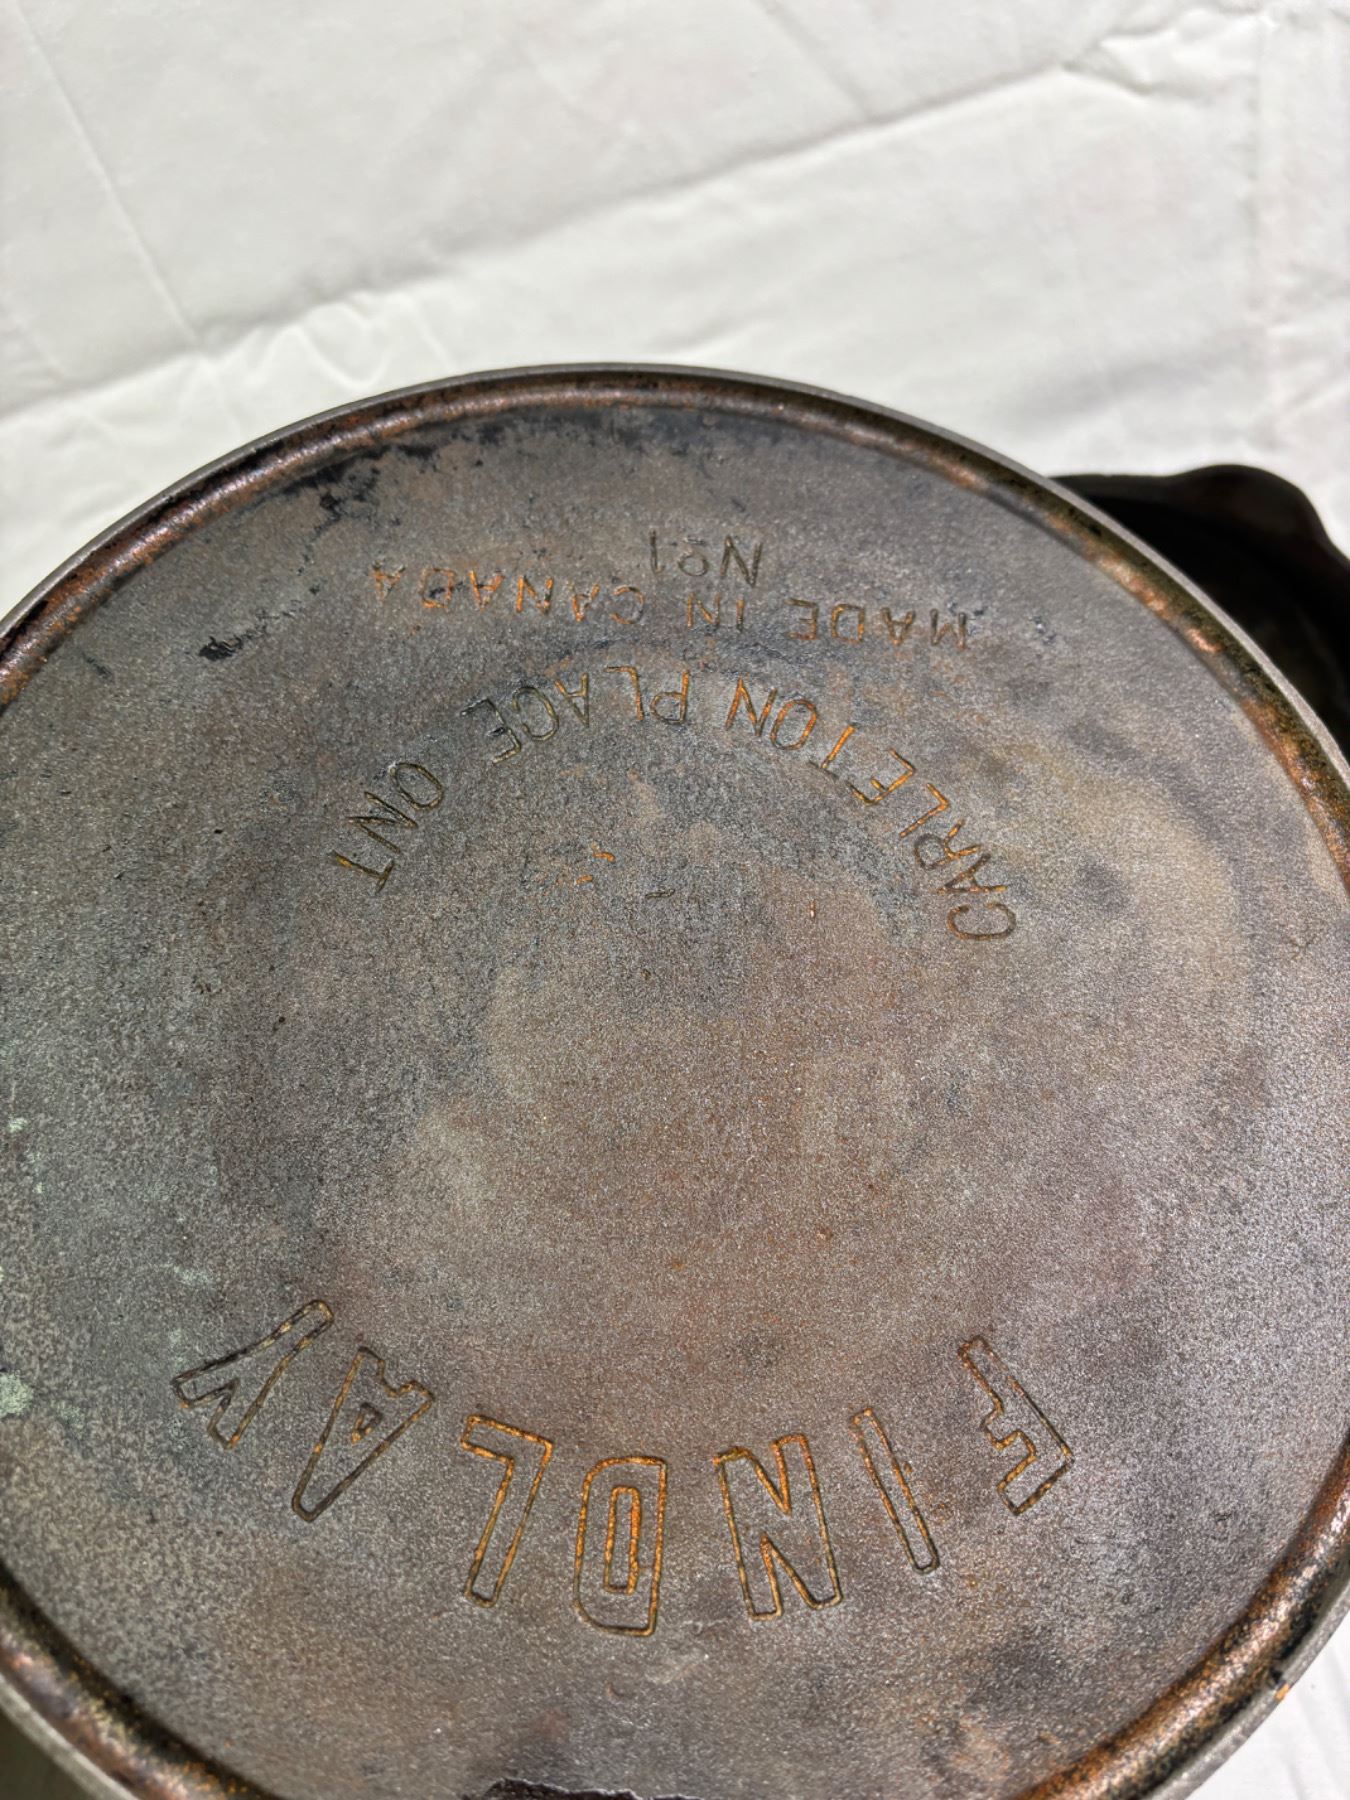 FINDLAY
CARLETON PLACE ONT
MADE IN CANADA
No1